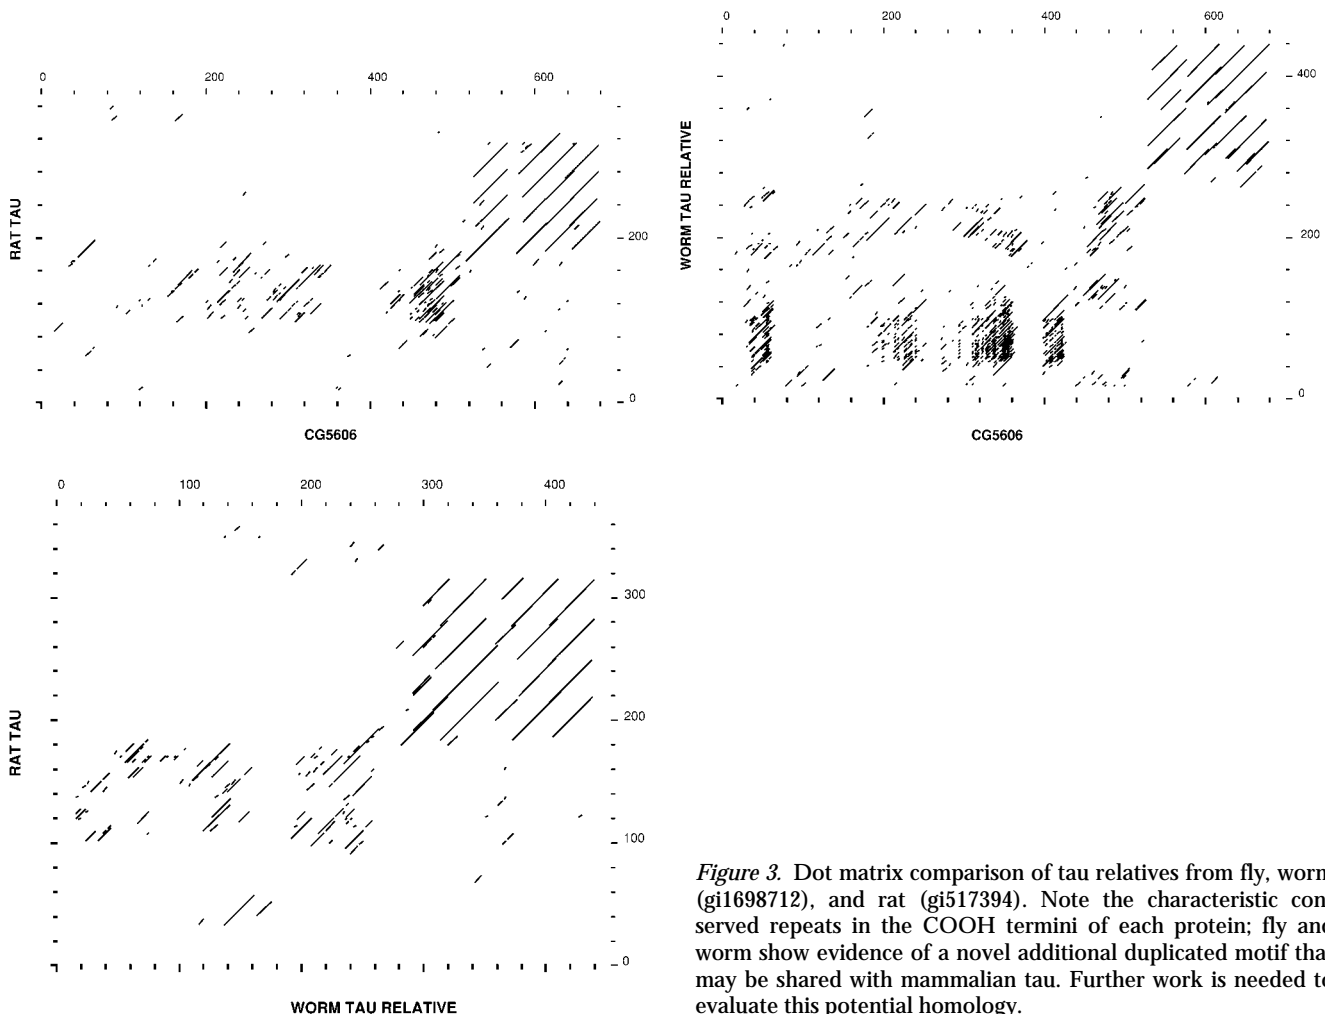 0 200 400 600
RAT TAU
200
0
CG5606
0 200 400 600
WORM TAU RELATIVE
400
200
0
CG5606
0 100 200 300 400
RAT TAU
300
200
100
0
WORM TAU RELATIVE
Figure 3. Dot matrix comparison of tau relatives from fly, worm
(gi1698712), and rat (gi517394). Note the characteristic con
served repeats in the COOH termini of each protein; fly and
worm show evidence of a novel additional duplicated motif tha
may be shared with mammalian tau. Further work is needed to
evaluate this potential homology.